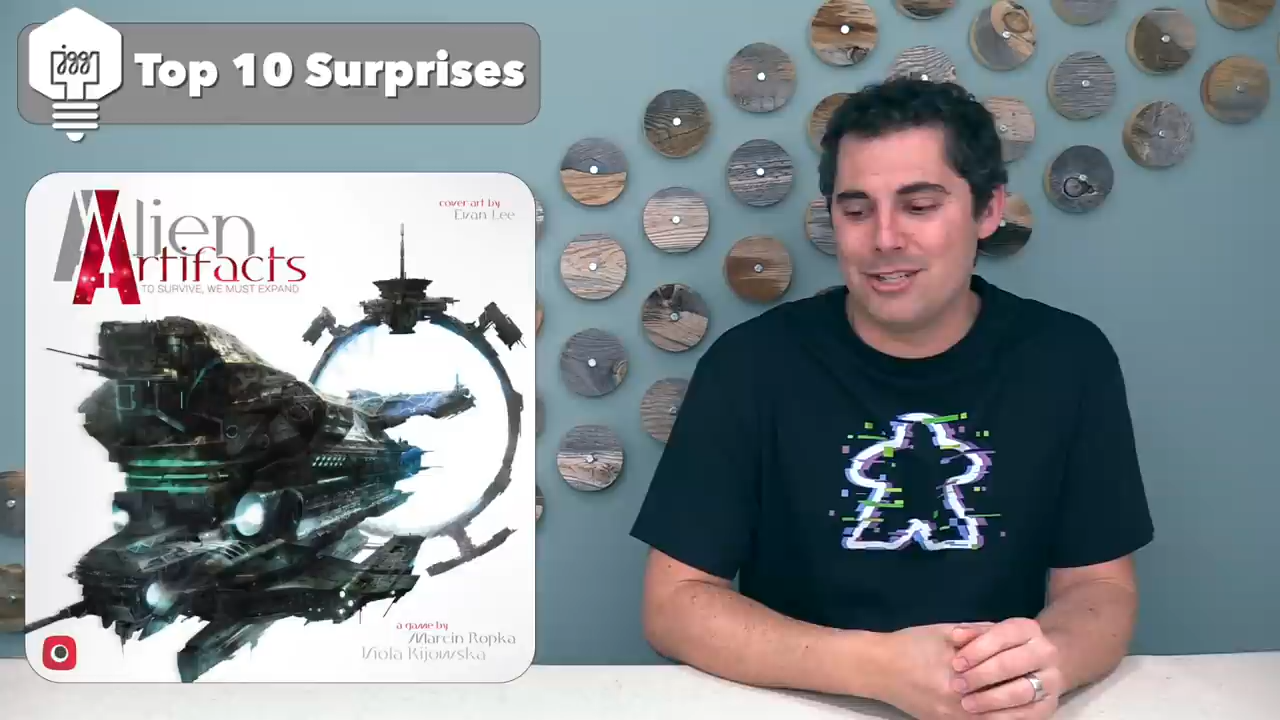 Top 10 Surprises
Alien
Artifacts
TO SURVIVE, WE MUST EXPAND
cover art by
Evan Lee
a game by
Marcin Ropka
Viola Kijowska